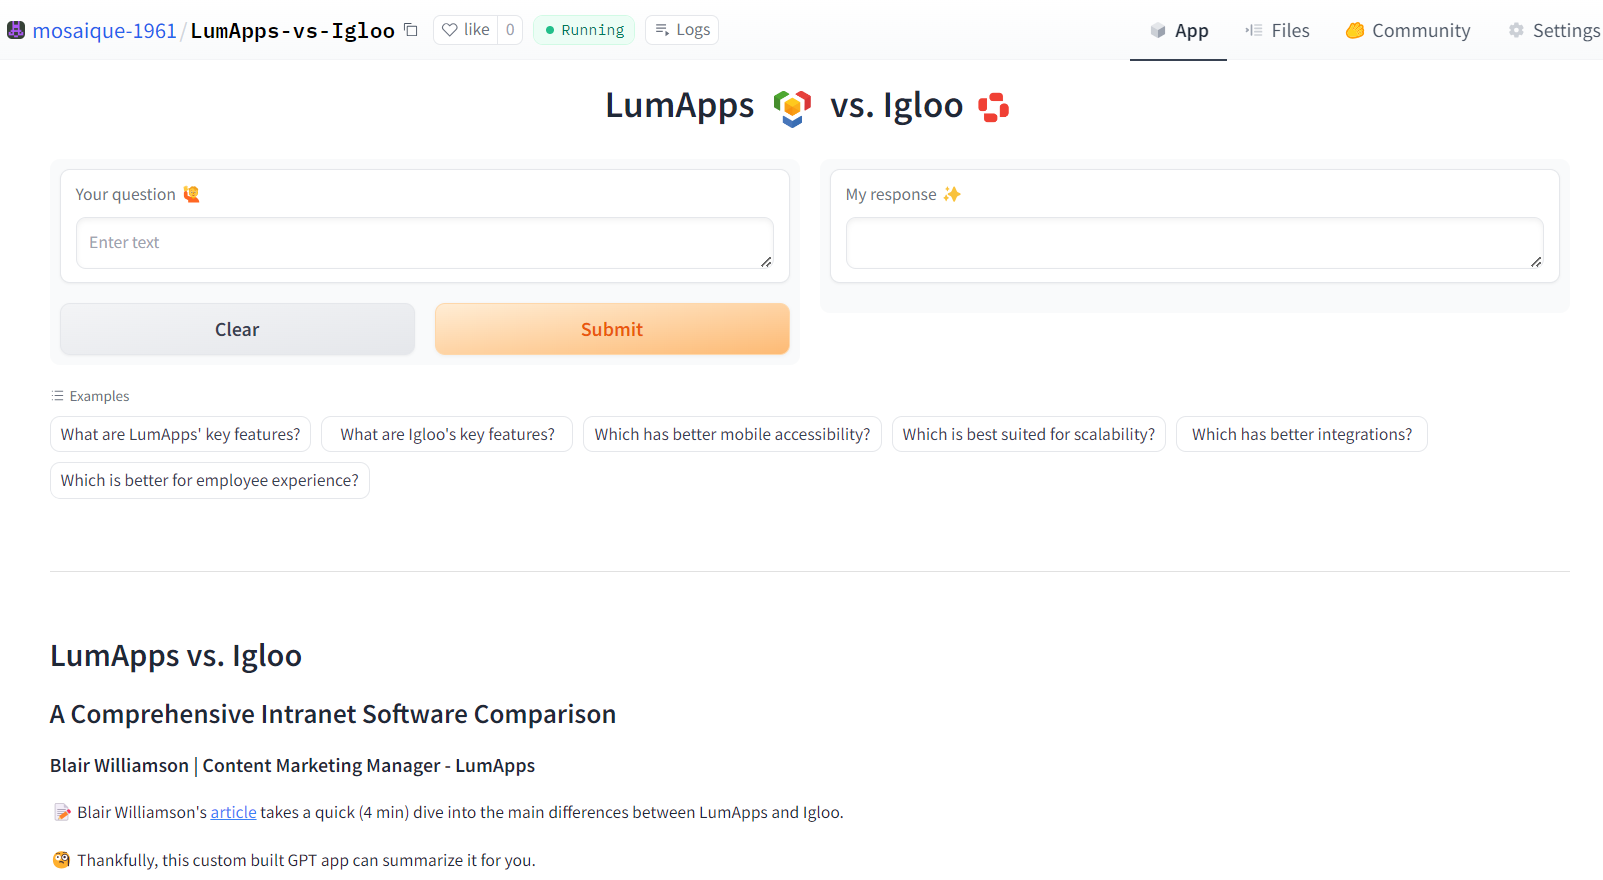 mosaique-1961/LumApps-vs-Igloo like 0 Running Logs App Files Community Settings
LumApps vs. Igloo
Your question
Enter text
My response
Clear Submit
Examples
What are LumApps' key features? What are Igloo's key features? Which has better mobile accessibility? Which is best suited for scalability? Which has better integrations?
Which is better for employee experience?
LumApps vs. Igloo
A Comprehensive Intranet Software Comparison
Blair Williamson | Content Marketing Manager - LumApps
📝 Blair Williamson's article takes a quick (4 min) dive into the main differences between LumApps and Igloo.
🧐 Thankfully, this custom built GPT app can summarize it for you.